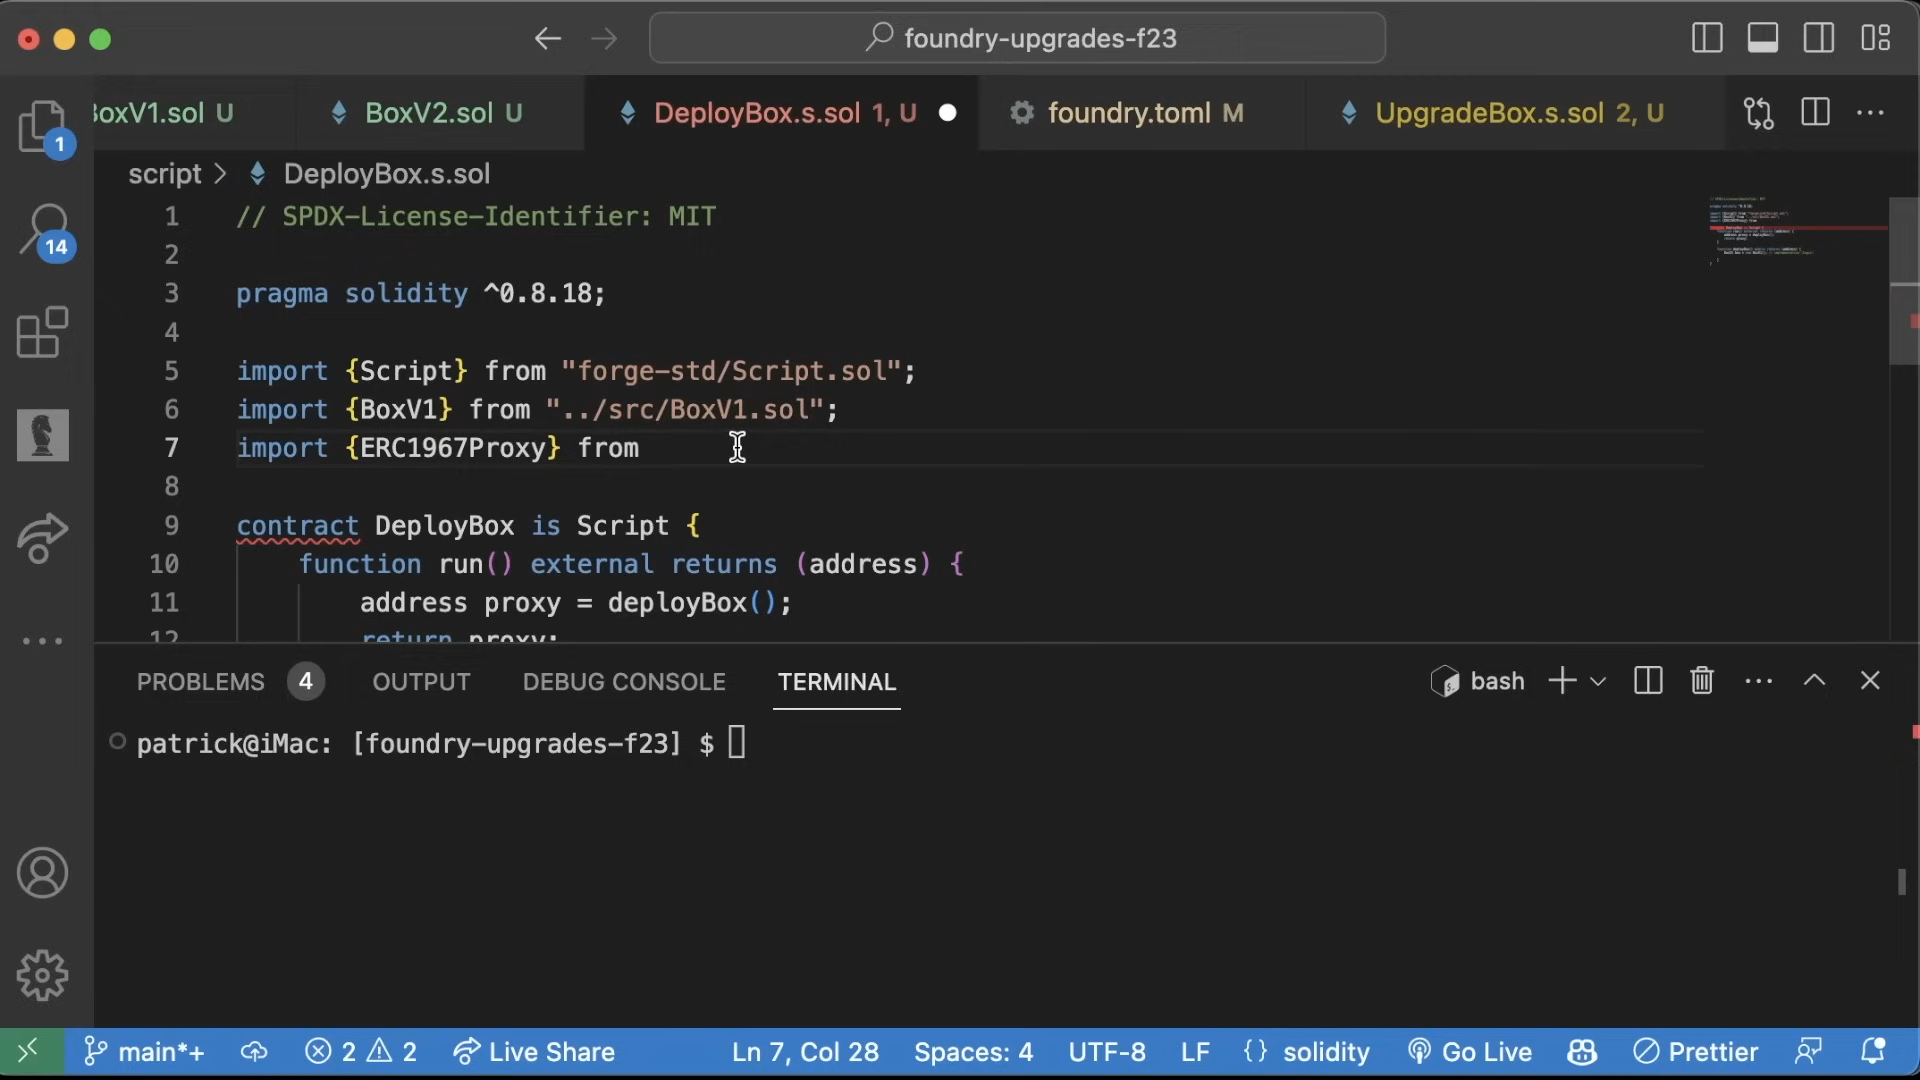 foundry-upgrades-f23
BoxV1.sol U
BoxV2.sol U
DeployBox.s.sol 1, U
foundry.toml M
UpgradeBox.s.sol 2, U
script > DeployBox.s.sol
1 // SPDX-License-Identifier: MIT
2
3 pragma solidity ^0.8.18;
4
5 import {Script} from "forge-std/Script.sol";
6 import {BoxV1} from "../src/BoxV1.sol";
7 import {ERC1967Proxy} from
8
9 contract DeployBox is Script {
10 function run() external returns (address) {
11 address proxy = deployBox();
12 return proxy;
1
14
PROBLEMS 4 OUTPUT DEBUG CONSOLE TERMINAL
bash
patrick@iMac: [foundry-upgrades-f23] $
main*+ 2 2 Live Share Ln 7, Col 28 Spaces: 4 UTF-8 LF {} solidity Go Live Prettier